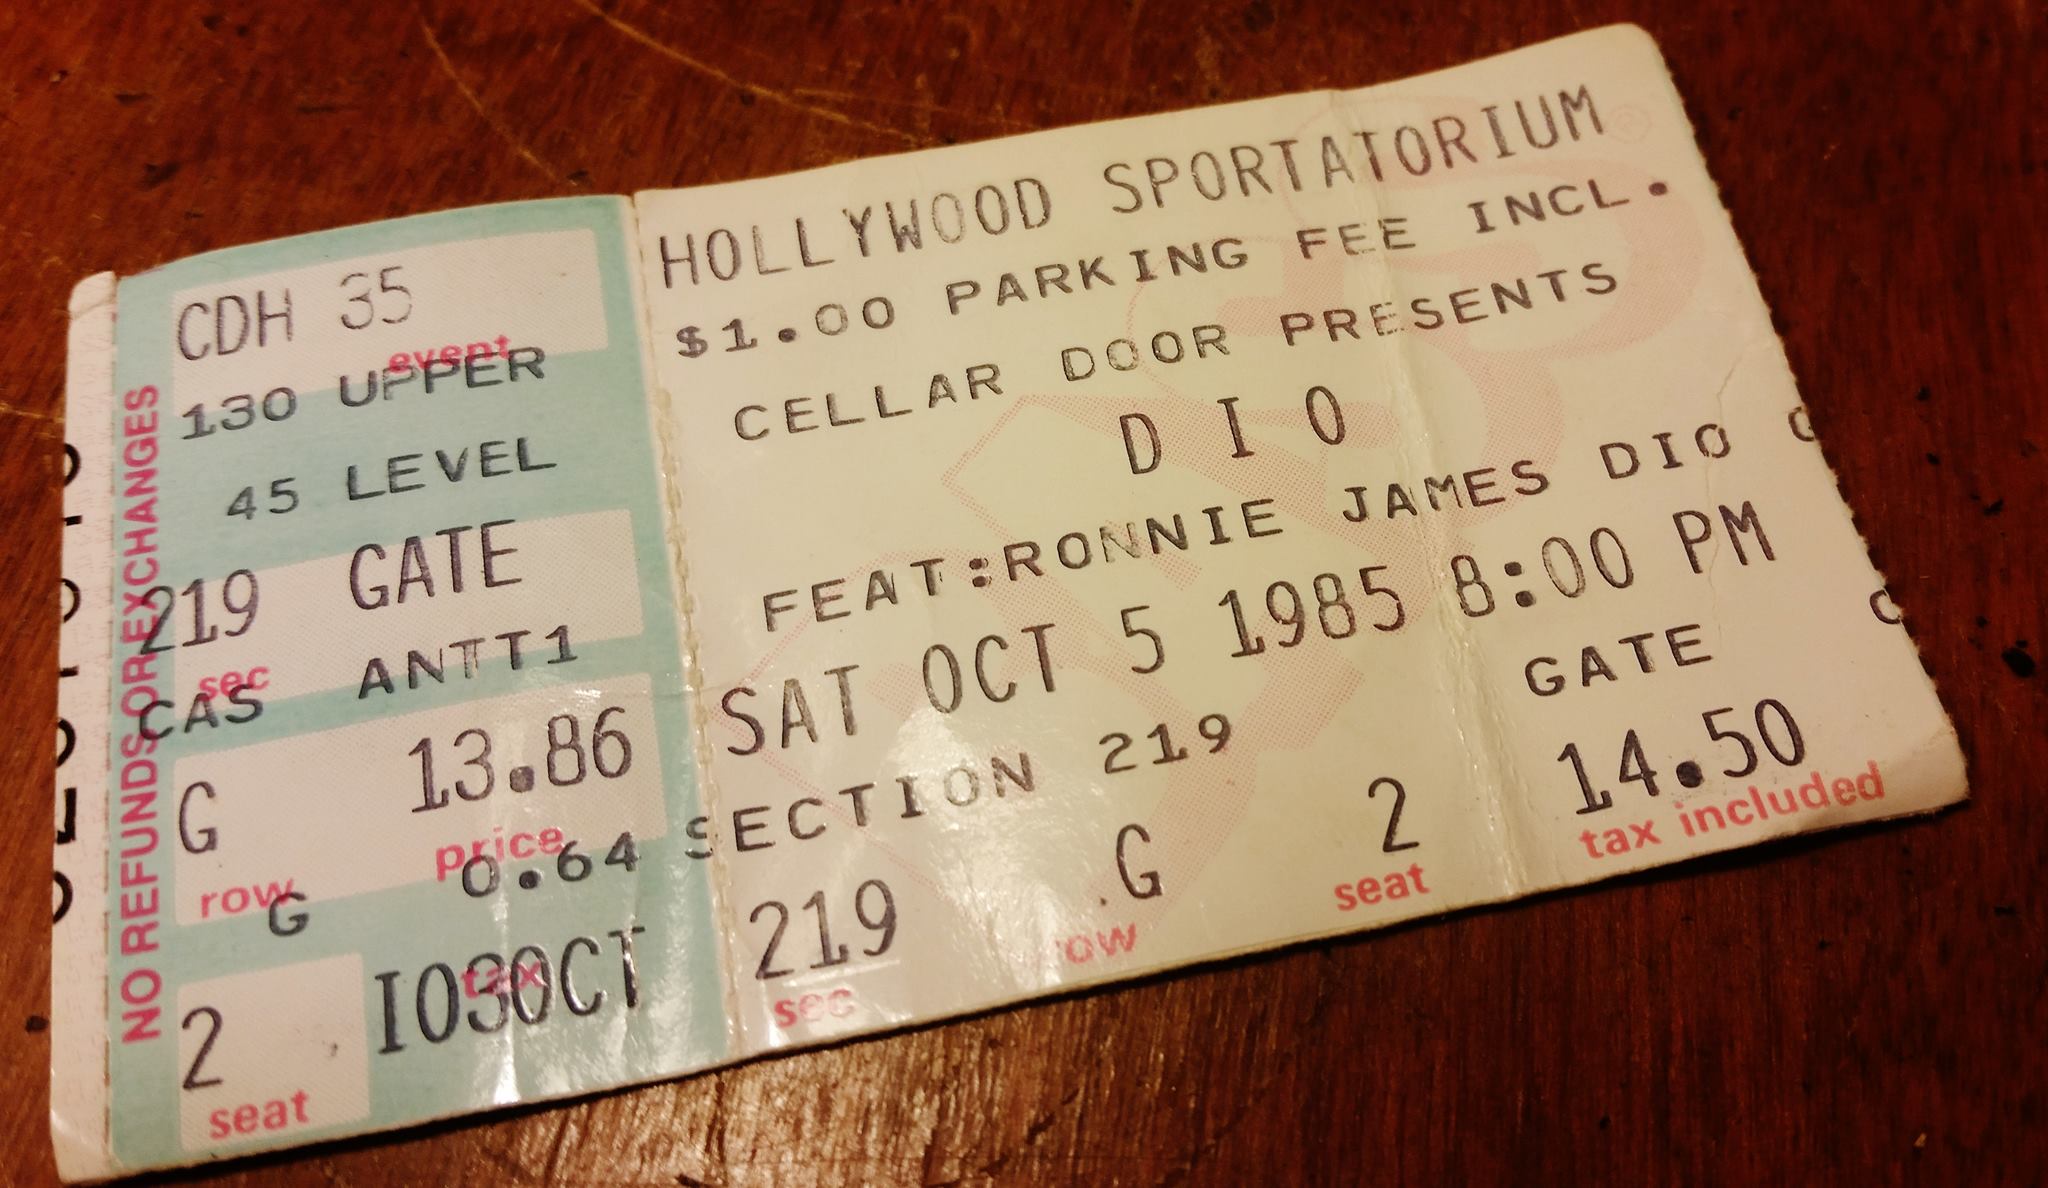 NO REFUNDS OR EXCHANGES
CDH 35
event
130 UPPER
45 LEVEL
219 GATE
sec
CAS ANTT1
G 13.86
row price
G 0.64
tax
2 IO30OCT
seat
HOLLYWOOD SPORTATORIUM
$1.00 PARKING FEE INCL.
CELLAR DOOR PRESENTS
D I O
FEAT:RONNIE JAMES DIO
SAT OCT 5 1985 8:00 PM
SECTION 219 GATE
219 G 2 14.50
sec row seat tax included